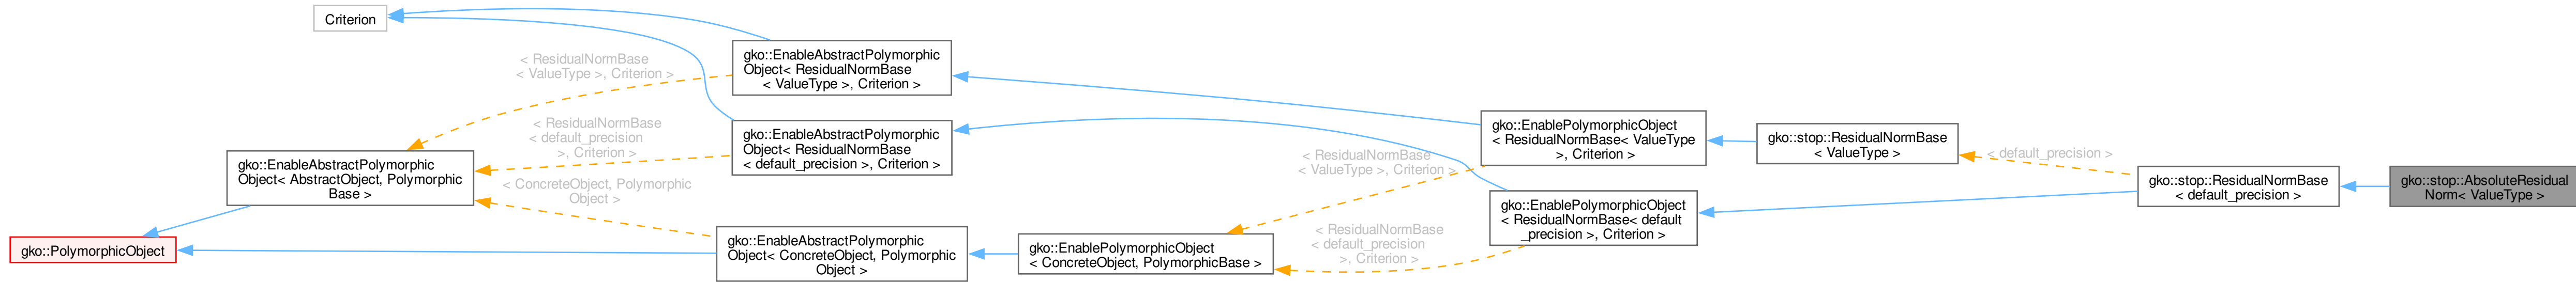 Criterion
gko::EnableAbstractPolymorphic
Object< ResidualNormBase
< ValueType >, Criterion >
< ResidualNormBase
< ValueType >, Criterion >
gko::EnableAbstractPolymorphic
Object< ResidualNormBase
< default_precision >, Criterion >
< ResidualNormBase
< default_precision
>, Criterion >
gko::EnableAbstractPolymorphic
Object< AbstractObject, Polymorphic
Base >
< ConcreteObject, Polymorphic
Object >
gko::PolymorphicObject
gko::EnableAbstractPolymorphic
Object< ConcreteObject, Polymorphic
Object >
gko::EnablePolymorphicObject
< ConcreteObject, PolymorphicBase >
< ResidualNormBase
< ValueType >, Criterion >
< ResidualNormBase
< default_precision
>, Criterion >
gko::EnablePolymorphicObject
< ResidualNormBase< ValueType
>, Criterion >
gko::EnablePolymorphicObject
< ResidualNormBase< default
_precision >, Criterion >
gko::stop::ResidualNormBase
< ValueType >
< default_precision >
gko::stop::ResidualNormBase
< default_precision >
gko::stop::AbsoluteResidual
Norm< ValueType >